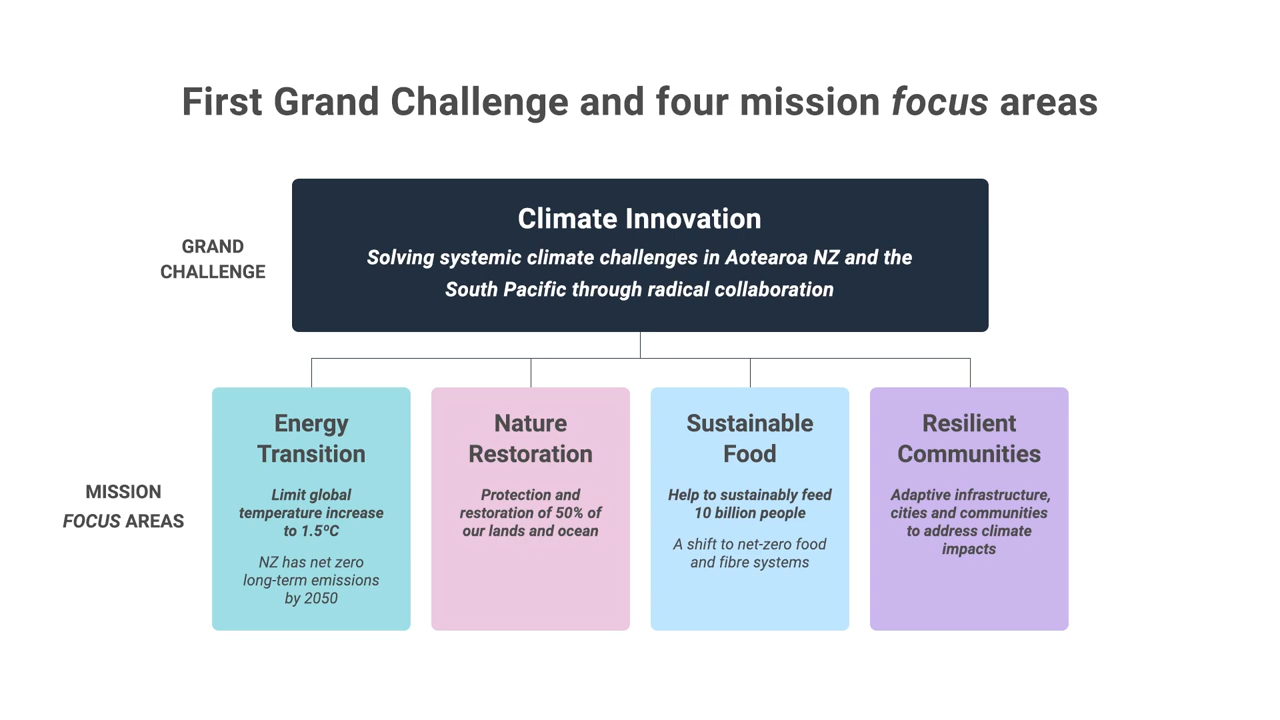 First Grand Challenge and four mission focus areas
GRAND
CHALLENGE
Climate Innovation
Solving systemic climate challenges in Aotearoa NZ and the
South Pacific through radical collaboration
MISSION
FOCUS AREAS
Energy
Transition
Limit global
temperature increase
to 1.5ºC
NZ has net zero
long-term emissions
by 2050
Nature
Restoration
Protection and
restoration of 50% of
our lands and ocean
Sustainable
Food
Help to sustainably feed
10 billion people
A shift to net-zero food
and fibre systems
Resilient
Communities
Adaptive infrastructure,
cities and communities
to address climate
impacts